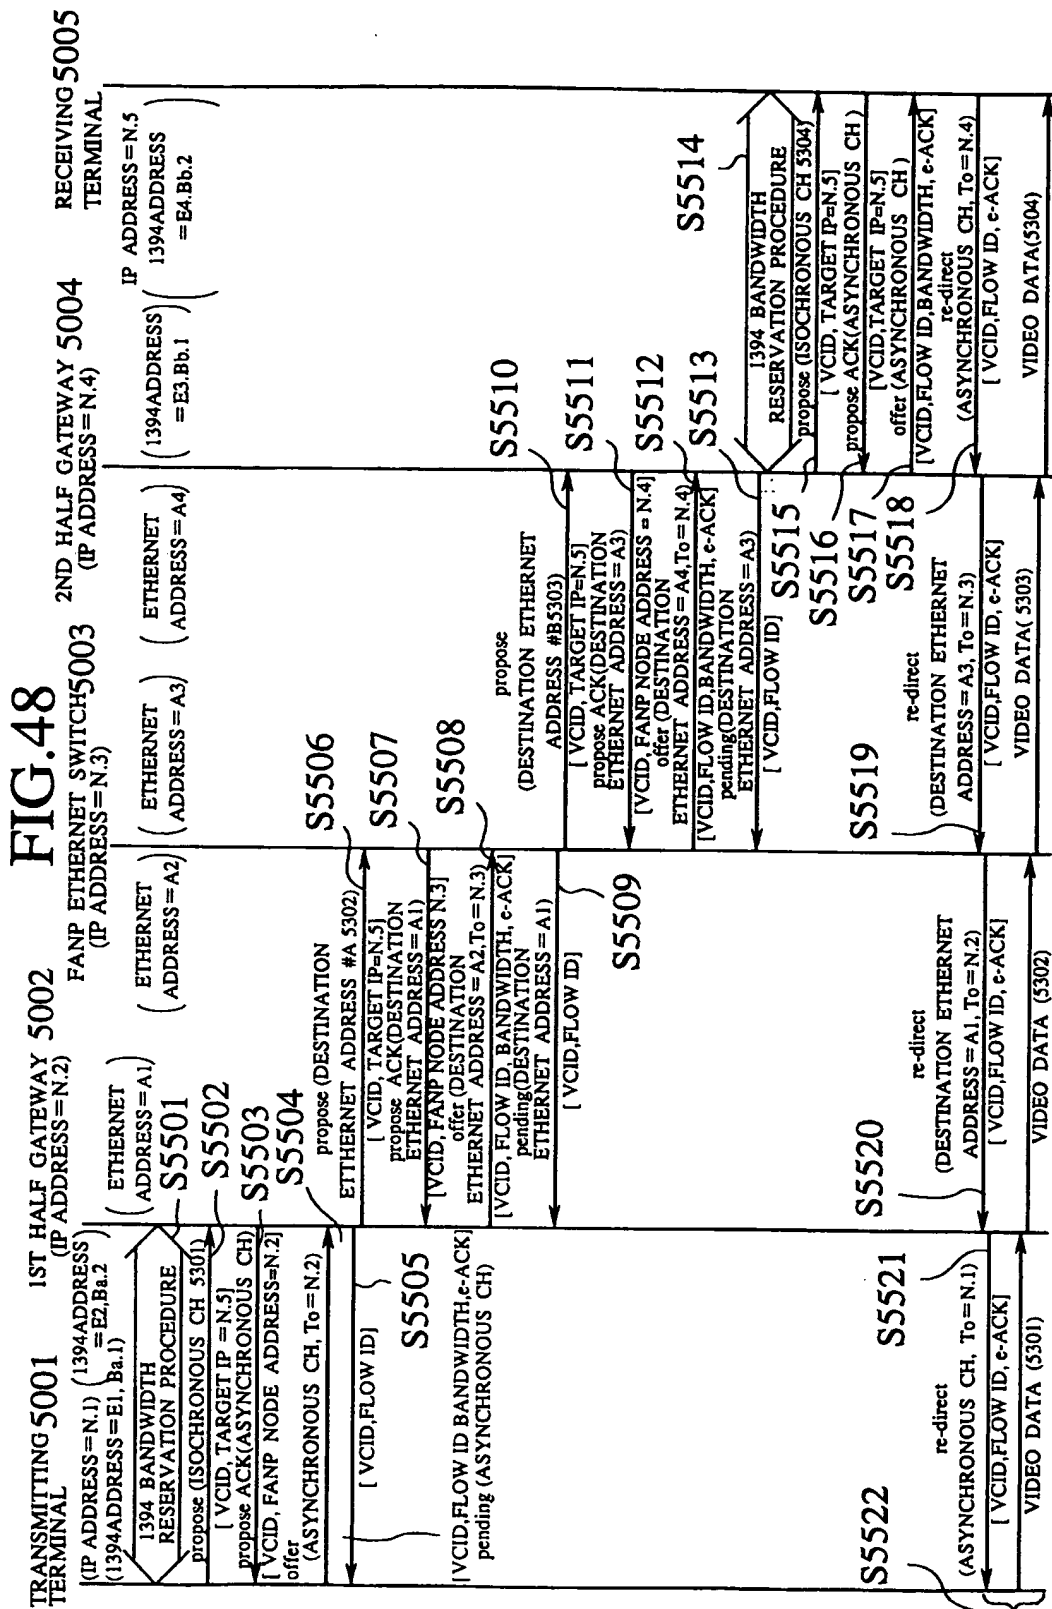 FIG.48
TRANSMITTING 5001
TERMINAL
(IP ADDRESS=N.1)
(1394ADDRESS=E1, Ba.1)
1ST HALF GATEWAY 5002
(IP ADDRESS=N.2)
(1394ADDRESS
=E2,Ba.2)
(ETHERNET
ADDRESS=A1)
FANP ETHERNET SWITCH5003
(IP ADDRESS=N.3)
(ETHERNET
ADDRESS=A2)
(ETHERNET
ADDRESS=A3)
2ND HALF GATEWAY 5004
(IP ADDRESS=N.4)
(ETHERNET
ADDRESS=A4)
(1394ADDRESS
=E3.Bb.1)
RECEIVING 5005
TERMINAL
IP ADDRESS=N.5
(1394ADDRESS
=E4.Bb.2)
1394 BANDWIDTH
RESERVATION PROCEDURE
S5501
propose (ISOCHRONOUS CH 5301)
S5502
[ VCID, TARGET IP =N.5]
propose ACK(ASYNCHRONOUS CH)
S5503
[ VCID, FANP NODE ADDRESS=N.2]
offer
(ASYNCHRONOUS CH, To=N.2)
S5504
[ VCID,FLOW ID]
S5505
[VCID,FLOW ID BANDWIDTH,e-ACK]
pending (ASYNCHRONOUS CH)
propose (DESTINATION
ETTHERNET ADDRESS #A 5302)
S5506
[ VCID, TARGET IP=N.5]
propose ACK(DESTINATION
ETHERNET ADDRESS=A1)
S5507
[VCID, FANP NODE ADDRESS N.3]
offer (DESTINATION
ETHERNET ADDRESS=A2,To=N.3)
S5508
[VCID, FLOW ID, BANDWIDTH, e-ACK]
pending(DESTINATION
ETHERNET ADDRESS=A1)
S5509
[ VCID,FLOW ID]
propose
(DESTINATION ETHERNET
ADDRESS #B5303)
S5510
[ VCID, TARGET IP=N.5]
propose ACK(DESTINATION
ETHERNET ADDRESS=A3)
S5511
[VCID, FANP NODE ADDRESS = N.4]
offer (DESTINATION
ETHERNET ADDRESS=A4,To=N.4)
S5512
[VCID,FLOW ID,BANDWIDTH, e-ACK]
pending(DESTINATION
ETHERNET ADDRESS=A3)
S5513
[ VCID,FLOW ID]
S5514
1394 BANDWIDTH
RESERVATION PROCEDURE
propose (ISOCHRONOUS CH 5304)
S5515
[ VCID, TARGET IP=N.5]
propose ACK(ASYNCHRONOUS CH )
S5516
[VCID,TARGET IP=N.5]
offer (ASYNCHRONOUS CH)
S5517
[VCID,FLOW ID,BANDWIDTH, e-ACK]
re-direct
(ASYNCHRONOUS CH, To=N.4)
S5518
[ VCID,FLOW ID, e-ACK]
VIDEO DATA(5304)
S5519
re-direct
(DESTINATION ETHERNET
ADDRESS=A3, To=N.3)
[ VCID,FLOW ID, e-ACK]
VIDEO DATA( 5303)
S5520
re-direct
(DESTINATION ETHERNET
ADDRESS=A1, To=N.2)
[ VCID,FLOW ID, e-ACK]
VIDEO DATA (5302)
S5521
re-direct
(ASYNCHRONOUS CH, To=N.1)
[ VCID,FLOW ID, e-ACK]
VIDEO DATA (5301)
S5522